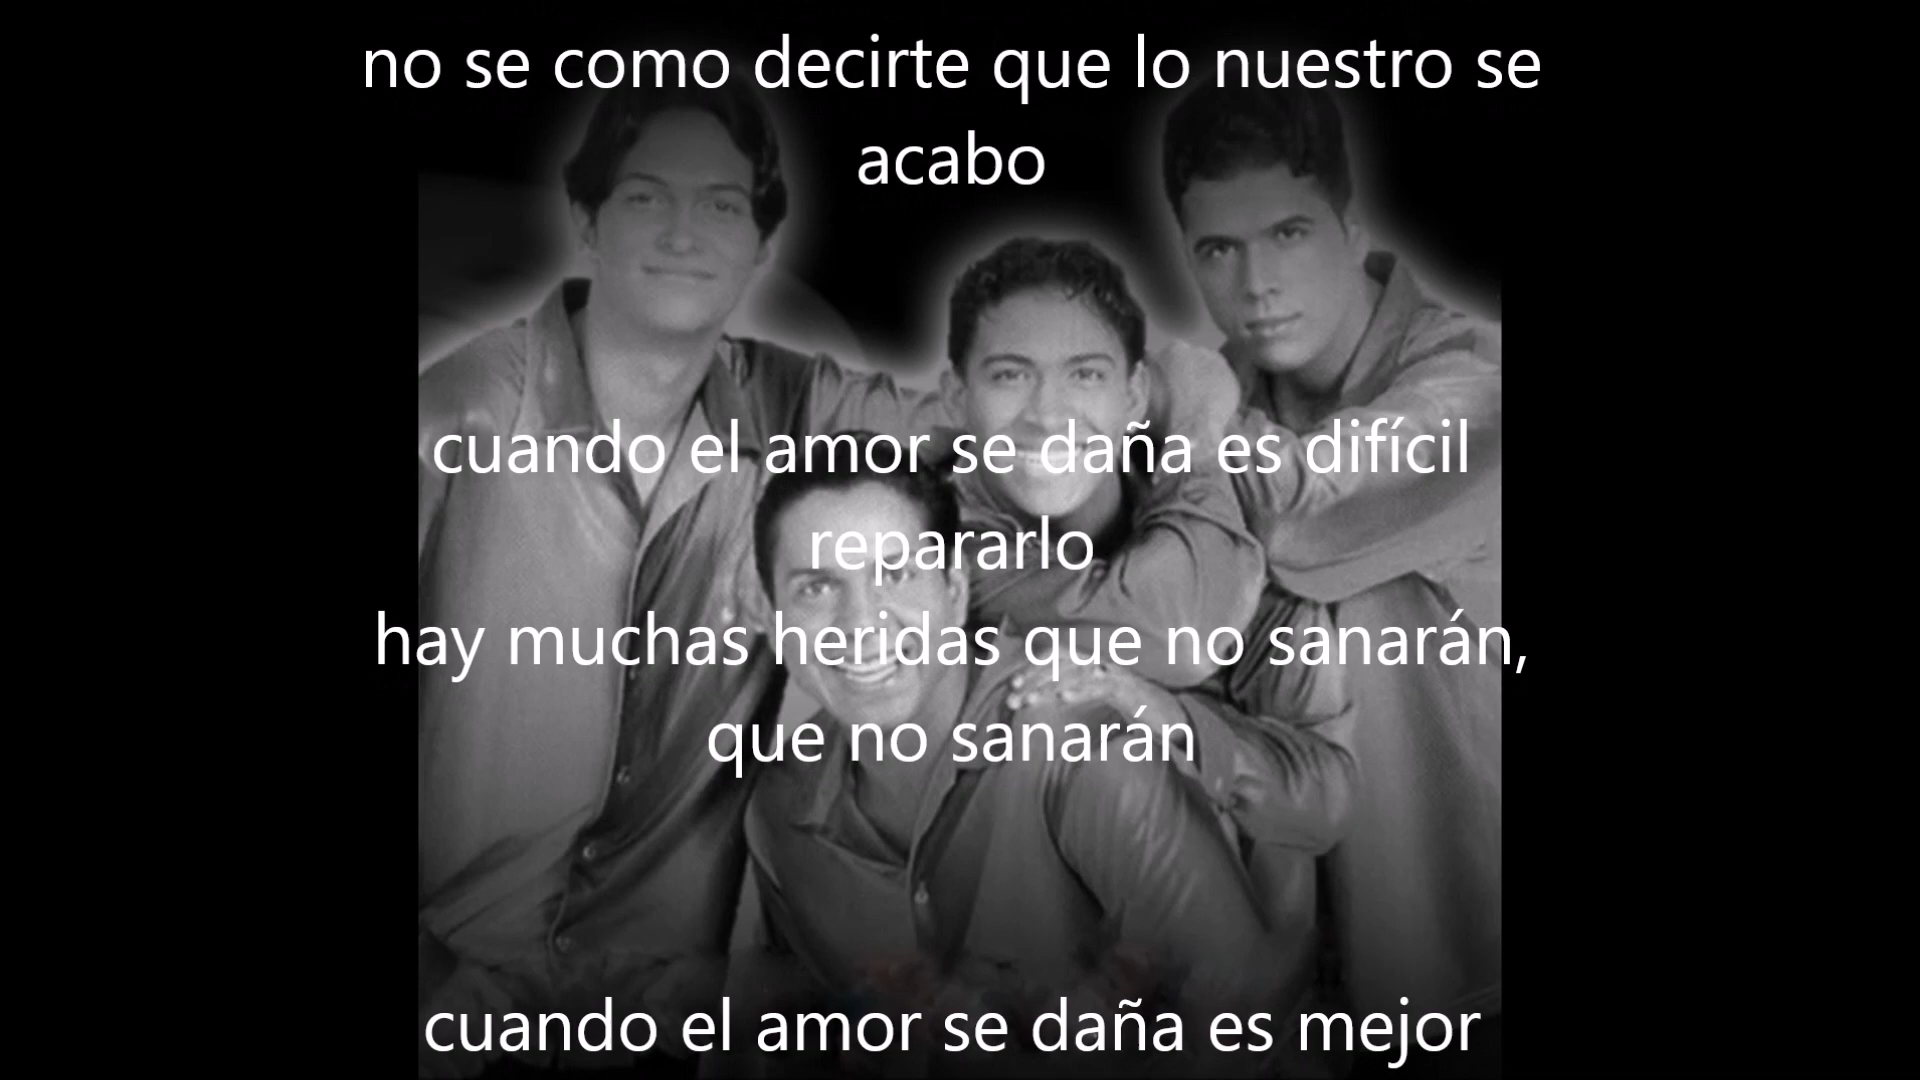 no se como decirte que lo nuestro se
acabo
cuando el amor se daña es difícil
repararlo
hay muchas heridas que no sanarán,
que no sanarán
cuando el amor se daña es mejor